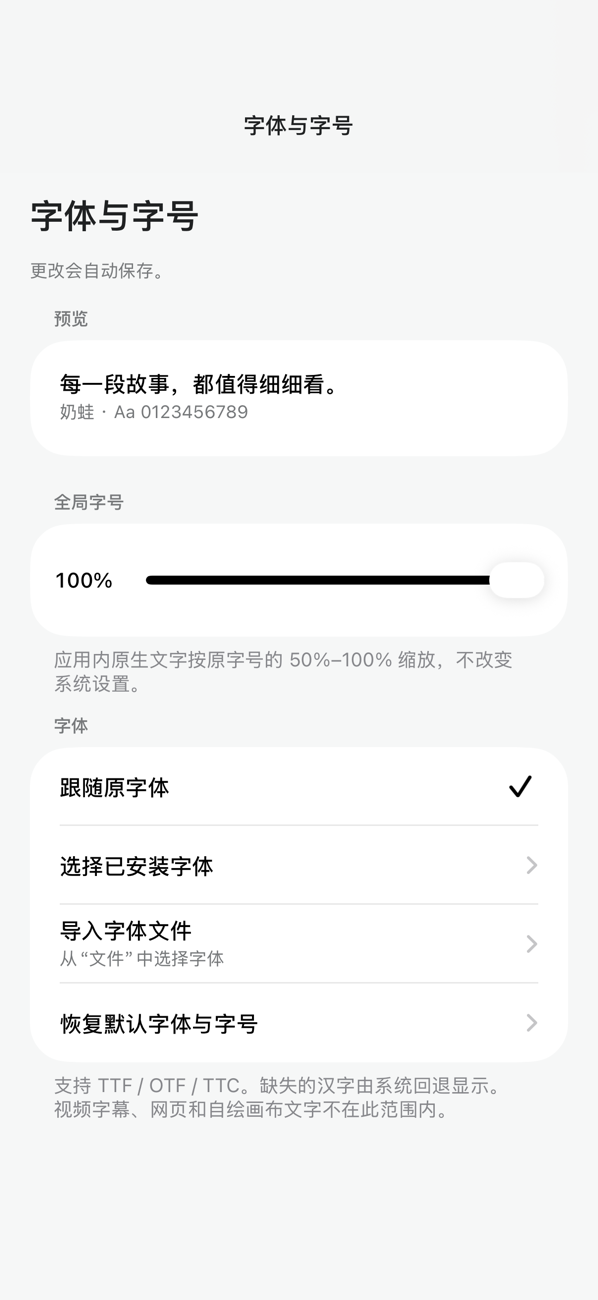 字体与字号
字体与字号
更改会自动保存。
预览
每一段故事，都值得细细看。
奶蛙 · Aa 0123456789
全局字号
100%
应用内原生文字按原字号的 50%–100% 缩放，不改变
系统设置。
字体
跟随原字体
选择已安装字体
导入字体文件
从“文件”中选择字体
恢复默认字体与字号
支持 TTF / OTF / TTC。缺失的汉字由系统回退显示。
视频字幕、网页和自绘画布文字不在此范围内。